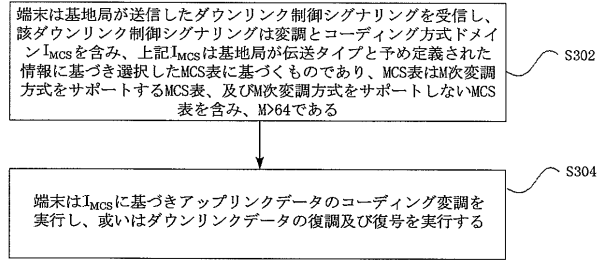 端末は基地局が送信したダウンリンク制御シグナリングを受信し、
該ダウンリンク制御シグナリングは変調とコーディング方式ドメイ
ンIMCSを含み、上記IMCSは基地局が伝送タイプと予め定義された
情報に基づき選択したMCS表に基づくものであり、MCS表はM次変調
方式をサポートするMCS表、及びM次変調方式をサポートしないMCS
表を含み、M>64である
S302
端末はIMCSに基づきアップリンクデータのコーディング変調を
実行し、或いはダウンリンクデータの復調及び復号を実行する
S304